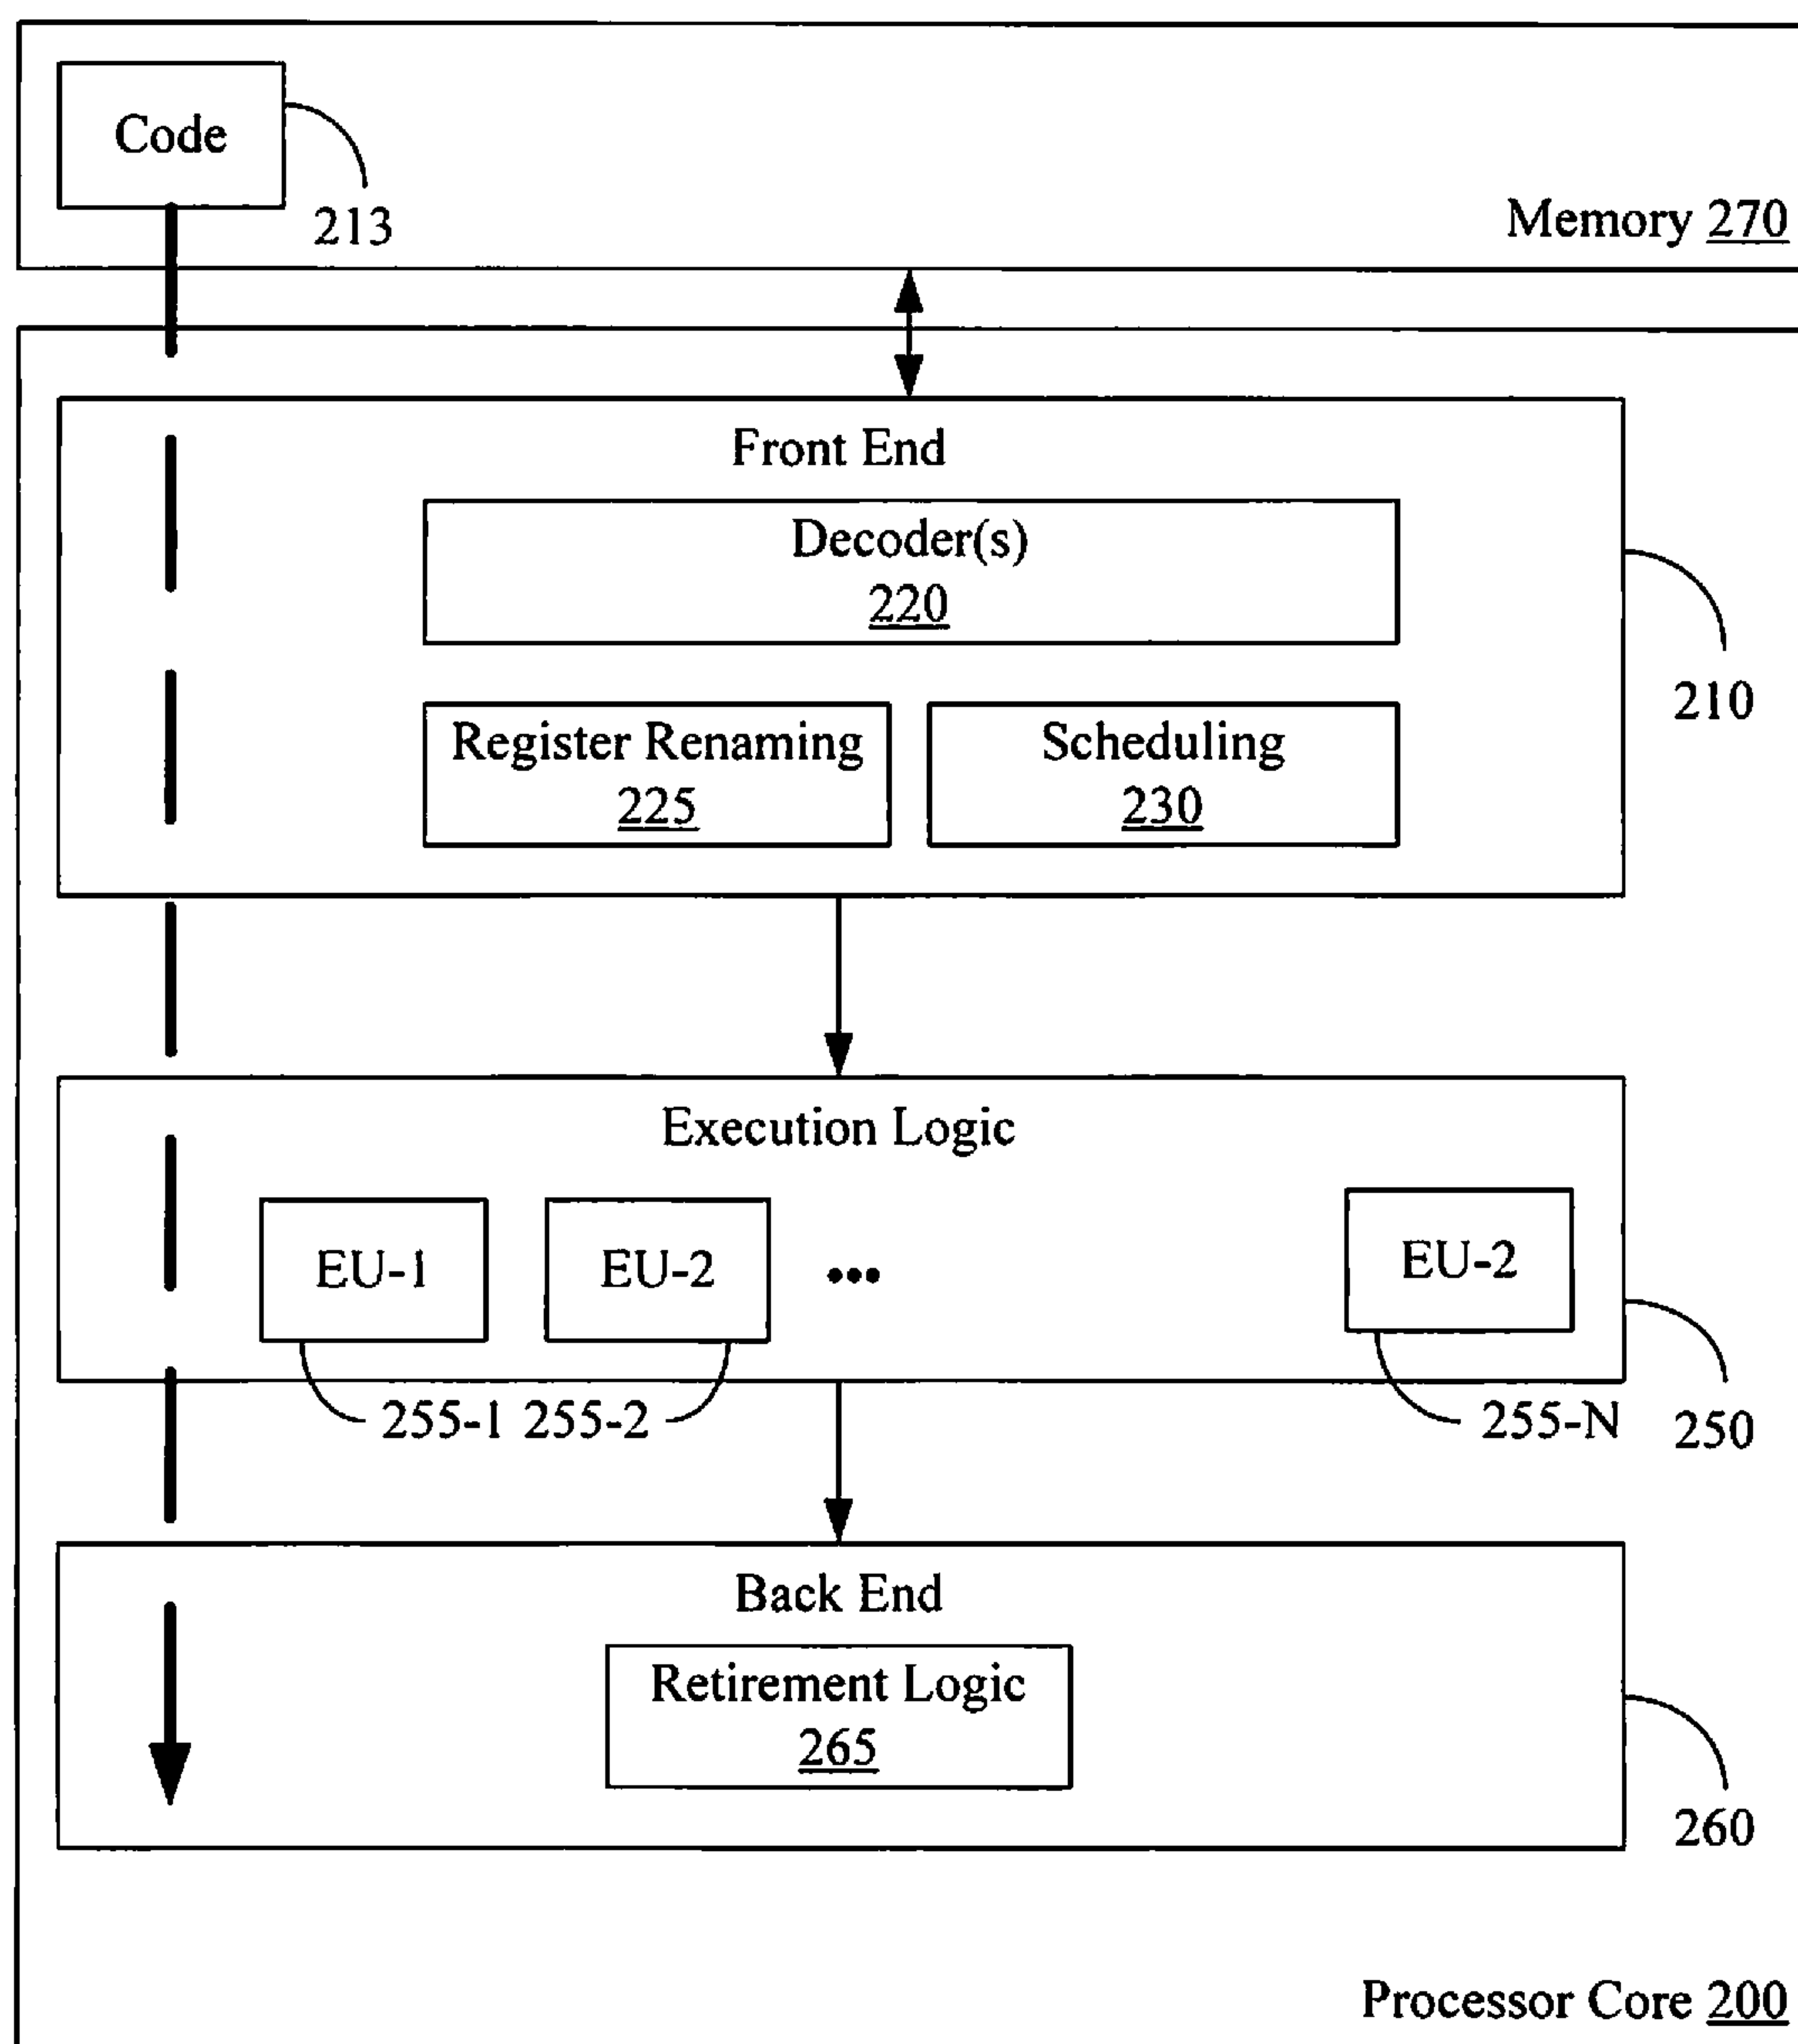 Code
213
Memory 270
Front End
Decoder(s)
220
210
Register Renaming
225
Scheduling
230
Execution Logic
EU-1
EU-2
•••
EU-2
255-1 255-2
255-N
250
Back End
Retirement Logic
265
260
Processor Core 200